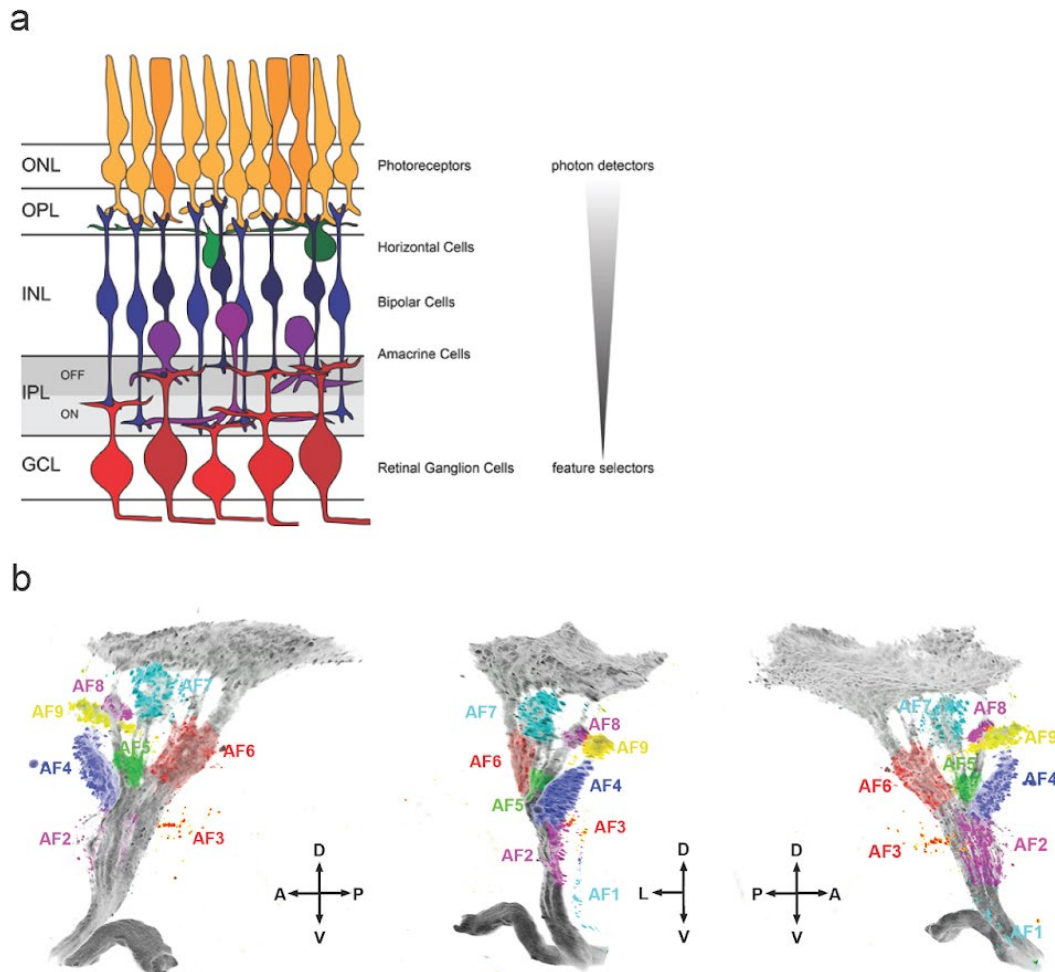 a
ONL
Photoreceptors
photon detectors
OPL
Horizontal Cells
INL
Bipolar Cells
Amacrine Cells
OFF
IPL
ON
GCL
Retinal Ganglion Cells
feature selectors
b
AF8
AF7
AF9
AF5
AF6
AF4
AF2
AF3
D
A
P
V
AF7
AF8
AF9
AF6
AF4
AF5
AF3
AF2
D
AF1
L
V
AF7
AF8
AF9
AF5
AF4
AF6
AF2
AF3
D
P
A
V
AF1